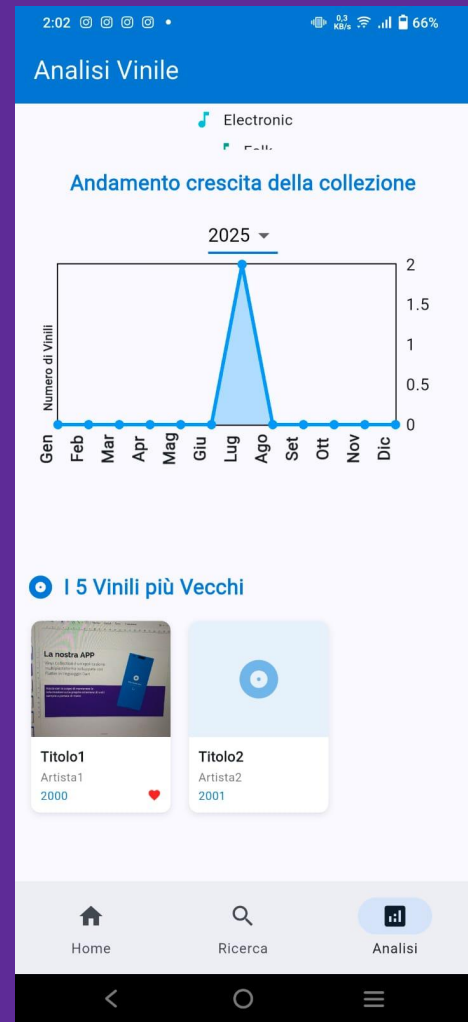 2:02
0,3
KB/s
66%
Analisi Vinile
Electronic
Andamento crescita della collezione
2025
Numero di Vinili
2
1.5
1
0.5
0
Gen Feb Mar Apr Mag Giu Lug Ago Set Ott Nov Dic
I 5 Vinili più Vecchi
La nostra APP
Titolo1
Artista1
2000
Titolo2
Artista2
2001
Home Ricerca Analisi